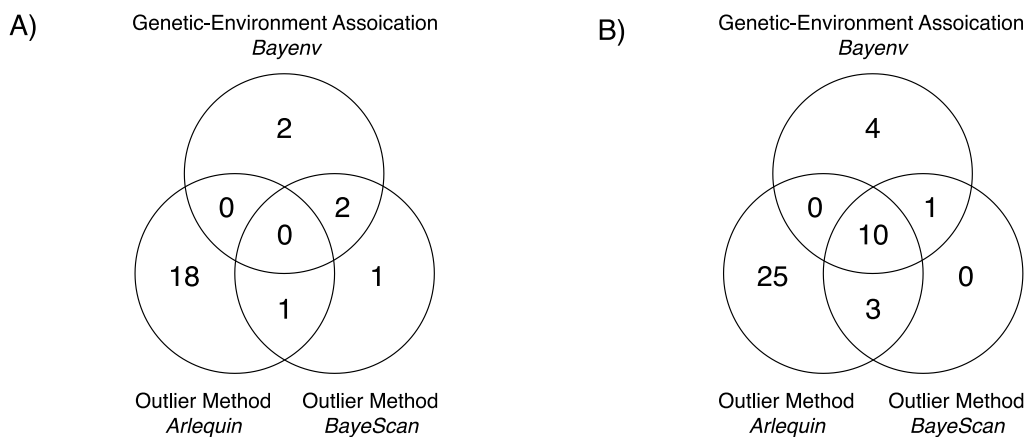 A)
Genetic-Environment Assoication
Bayenv
2
0
2
0
18
1
1
Outlier Method
Arlequin
Outlier Method
BayeScan
B)
Genetic-Environment Assoication
Bayenv
4
0
1
10
25
0
3
Outlier Method
Arlequin
Outlier Method
BayeScan